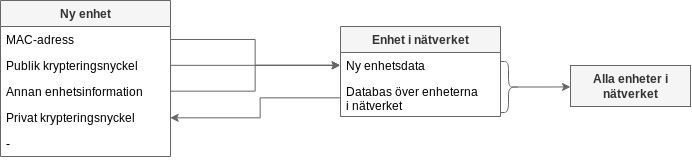 Ny enhet
MAC-adress
Publik krypteringsnyckel
Annan enhetsinformation
Privat krypteringsnyckel
-
Enhet i nätverket
Ny enhetsdata
Databas över enheterna
i nätverket
Alla enheter i
nätverket